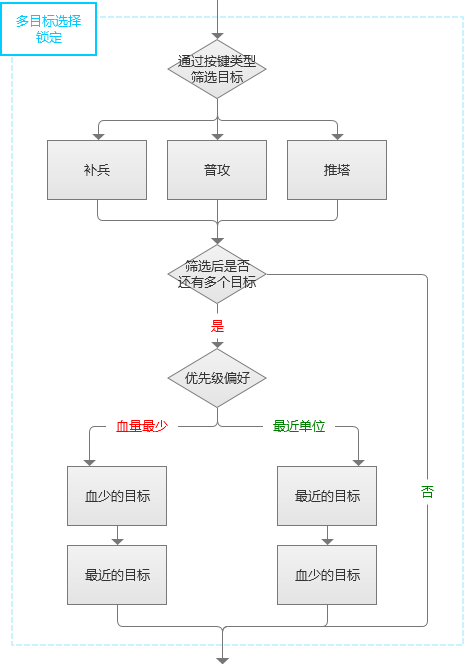 多目标选择
锁定
通过按键类型
筛选目标
补兵
普攻
推塔
筛选后是否
还有多个目标
是
优先级偏好
血量最少
最近单位
血少的目标
最近的目标
否
最近的目标
血少的目标